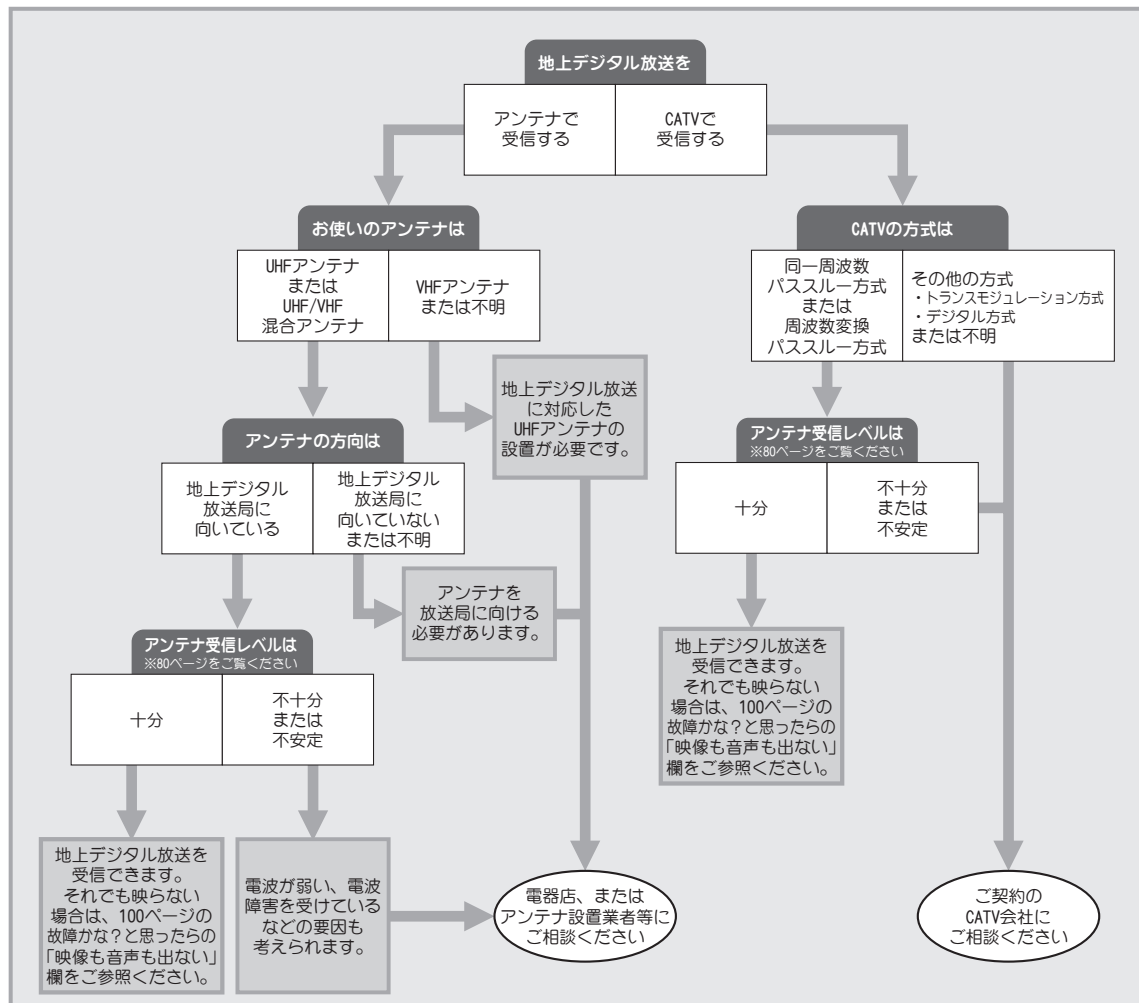 地上デジタル放送を
アンテナで
受信する
CATVで
受信する
お使いのアンテナは
UHFアンテナ
または
UHF/VHF
混合アンテナ
VHFアンテナ
または不明
CATVの方式は
同一周波数
パススルー方式
または
周波数変換
パススルー方式
その他の方式
・トランスモジュレーション方式
・デジタル方式
または不明
地上デジタル放送
に対応した
UHFアンテナの
設置が必要です。
アンテナの方向は
地上デジタル
放送局に
向いている
地上デジタル
放送局に
向いていない
または不明
アンテナ受信レベルは
※80ページをご覧ください
十分
不十分
または
不安定
アンテナを
放送局に向ける
必要があります。
アンテナ受信レベルは
※80ページをご覧ください
十分
不十分
または
不安定
地上デジタル放送を
受信できます。
それでも映らない
場合は、100ページの
故障かな？と思ったらの
「映像も音声も出ない」
欄をご参照ください。
地上デジタル放送を
受信できます。
それでも映らない
場合は、100ページの
故障かな？と思ったらの
「映像も音声も出ない」
欄をご参照ください。
電波が弱い、電波
障害を受けている
などの要因も
考えられます。
電器店、または
アンテナ設置業者等に
ご相談ください
ご契約の
CATV会社に
ご相談ください